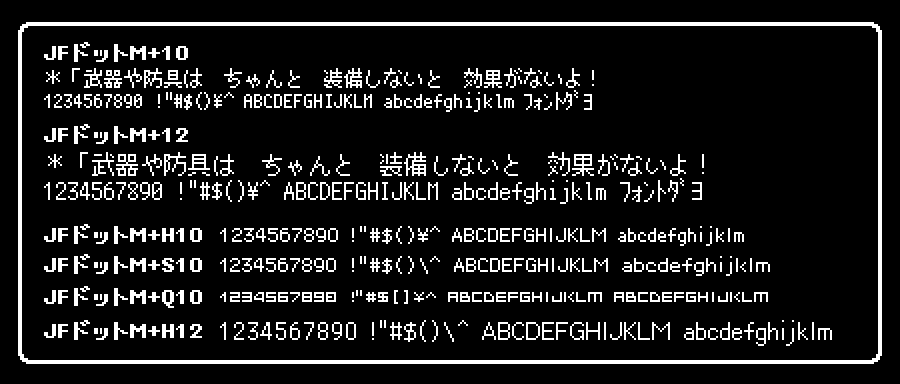 JFドットM+10
＊「武器や防具は　ちゃんと　装備しないと　効果がないよ！
1234567890 !"#$()¥^ ABCDEFGHIJKLM abcdefghijklm ﾌｫﾝﾄﾀﾞﾖ
JFドットM+12
＊「武器や防具は　ちゃんと　装備しないと　効果がないよ！
1234567890 !"#$()¥^ ABCDEFGHIJKLM abcdefghijklm ﾌｫﾝﾄﾀﾞﾖ
JFドットM+H10 1234567890 !"#$()¥^ ABCDEFGHIJKLM abcdefghijklm
JFドットM+S10 1234567890 !"#$()\^ ABCDEFGHIJKLM abcdefghijklm
JFドットM+Q10 1234567890 !"#$[]¥^ ABCDEFGHIJKLM ABCDEFGHIJKLM
JFドットM+H12 1234567890 !"#$()\^ ABCDEFGHIJKLM abcdefghijklm